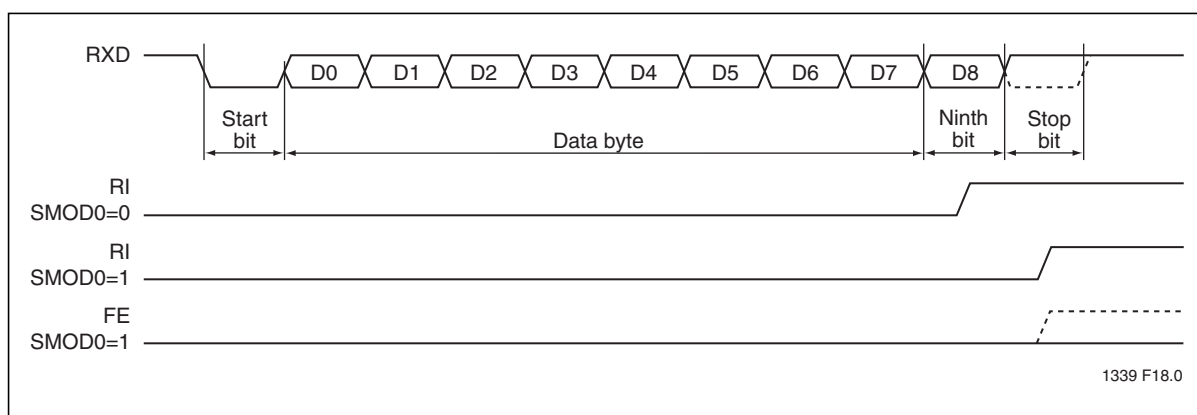 RXD
D0 D1 D2 D3 D4 D5 D6 D7 D8
Start bit
Data byte
Ninth bit
Stop bit
RI
SMOD0=0
RI
SMOD0=1
FE
SMOD0=1
1339 F18.0